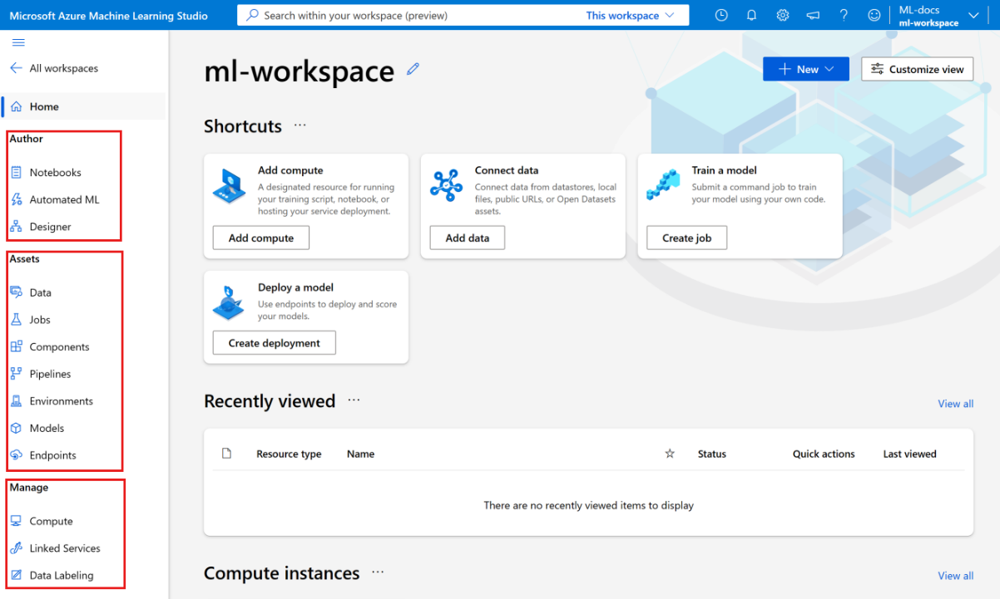 Microsoft Azure Machine Learning Studio
Search within your workspace (preview)
This workspace
ML-docs
ml-workspace
All workspaces
Home
Author
Notebooks
Automated ML
Designer
Assets
Data
Jobs
Components
Pipelines
Environments
Models
Endpoints
Manage
Compute
Linked Services
Data Labeling
ml-workspace
New
Customize view
Shortcuts
Add compute
A designated resource for running
your training script, notebook, or
hosting your service deployment.
Add compute
Connect data
Connect data from datastores, local
files, public URLs, or Open Datasets
assets.
Add data
Train a model
Submit a command job to train
your model using your own code.
Create job
Deploy a model
Use endpoints to deploy and score
your models.
Create deployment
Recently viewed
View all
Resource type Name Status Quick actions Last viewed
There are no recently viewed items to display
Compute instances
View all